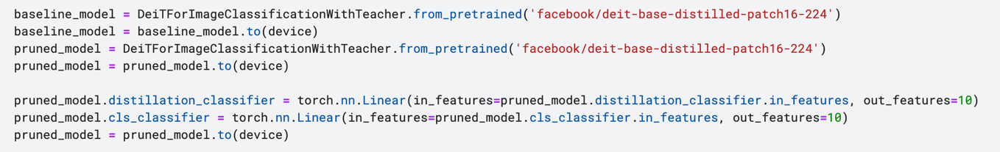 baseline_model = DeiTForImageClassificationWithTeacher.from_pretrained('facebook/deit-base-distilled-patch16-224')
baseline_model = baseline_model.to(device)
pruned_model = DeiTForImageClassificationWithTeacher.from_pretrained('facebook/deit-base-distilled-patch16-224')
pruned_model = pruned_model.to(device)

pruned_model.distillation_classifier = torch.nn.Linear(in_features=pruned_model.distillation_classifier.in_features, out_features=10)
pruned_model.cls_classifier = torch.nn.Linear(in_features=pruned_model.cls_classifier.in_features, out_features=10)
pruned_model = pruned_model.to(device)